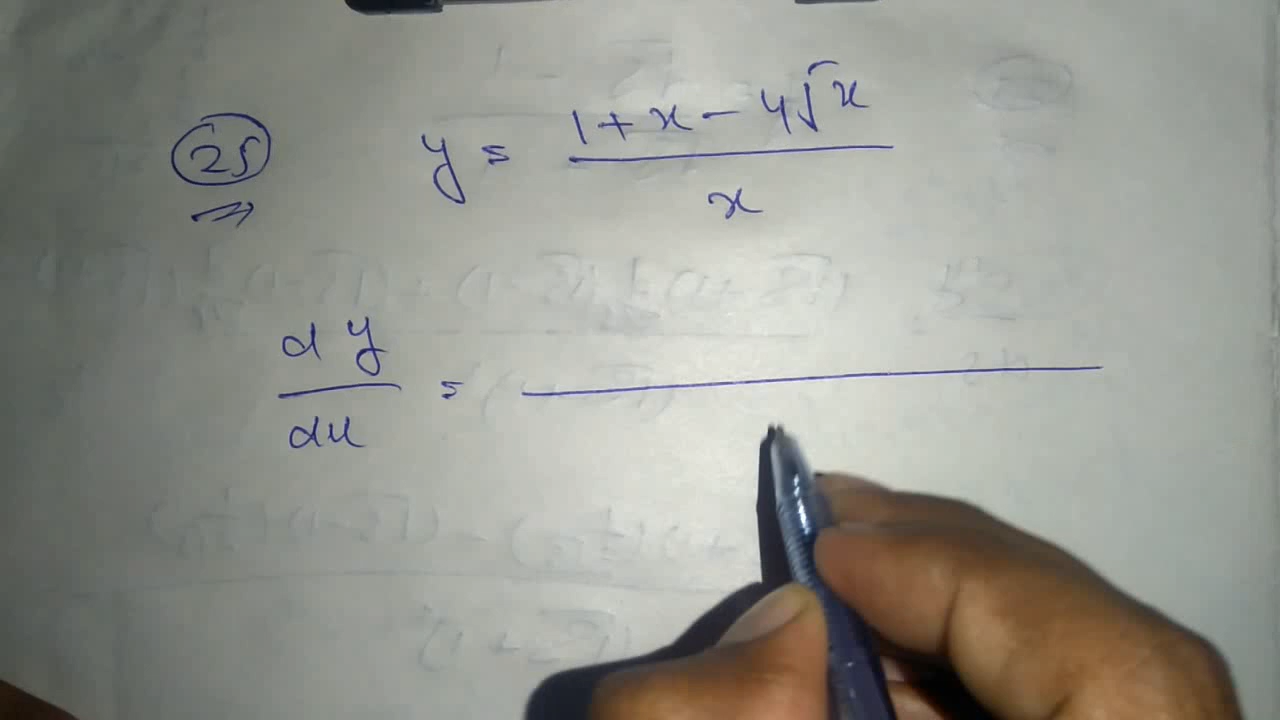 25 y = 1 + x - 4√x / x
dy / dx =